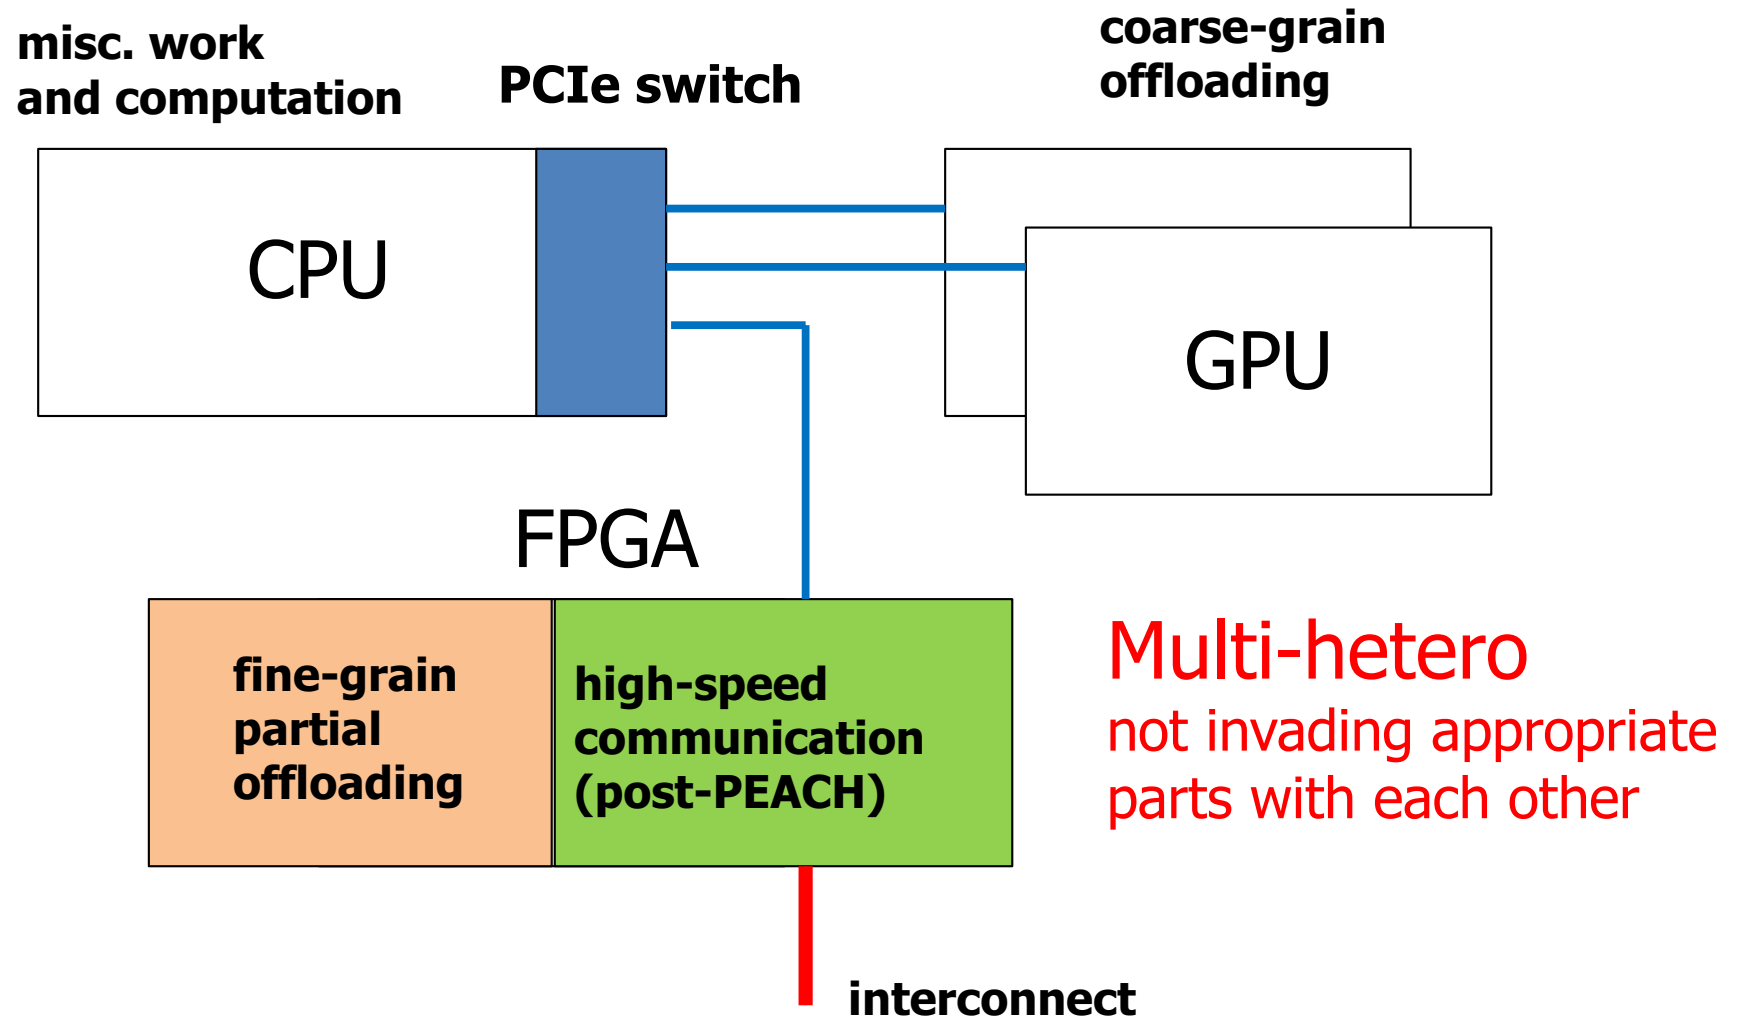 misc. work
and computation
PCIe switch
coarse-grain
offloading
CPU
GPU
FPGA
fine-grain
partial
offloading
high-speed
communication
(post-PEACH)
Multi-hetero
not invading appropriate
parts with each other
interconnect